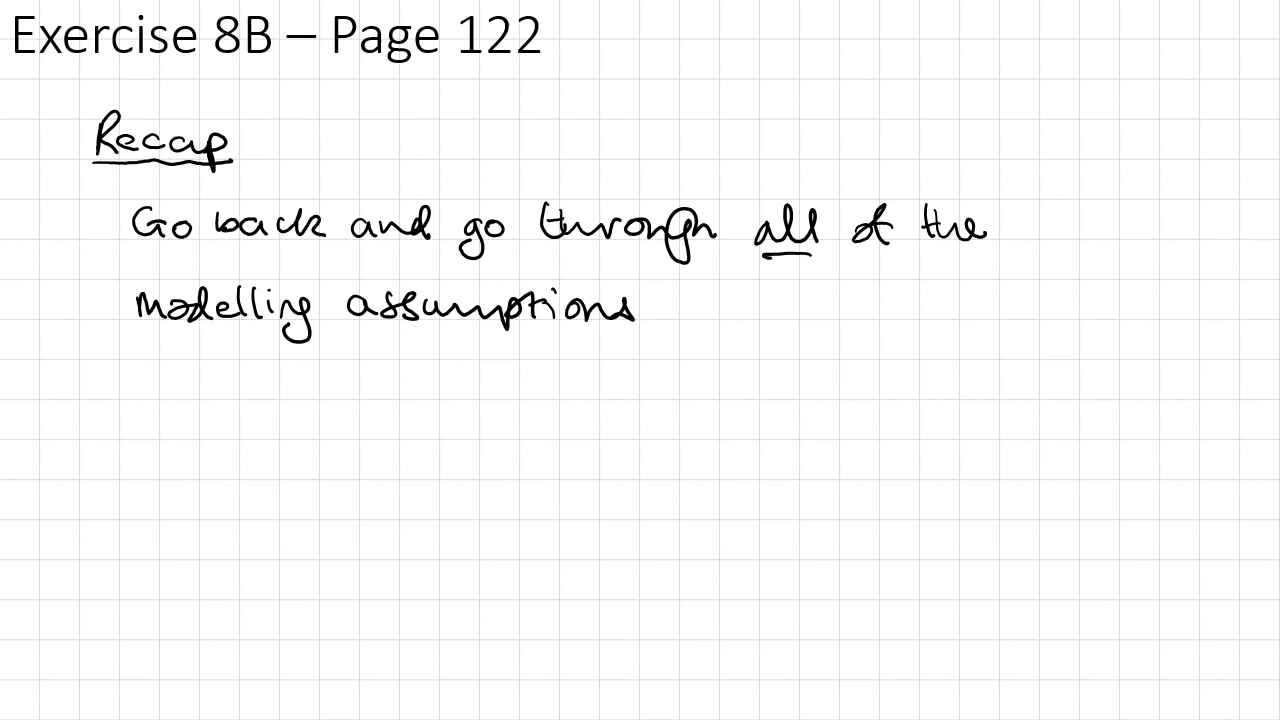 Exercise 8B – Page 122
Recap
Go back and go through all of the
modelling assumptions